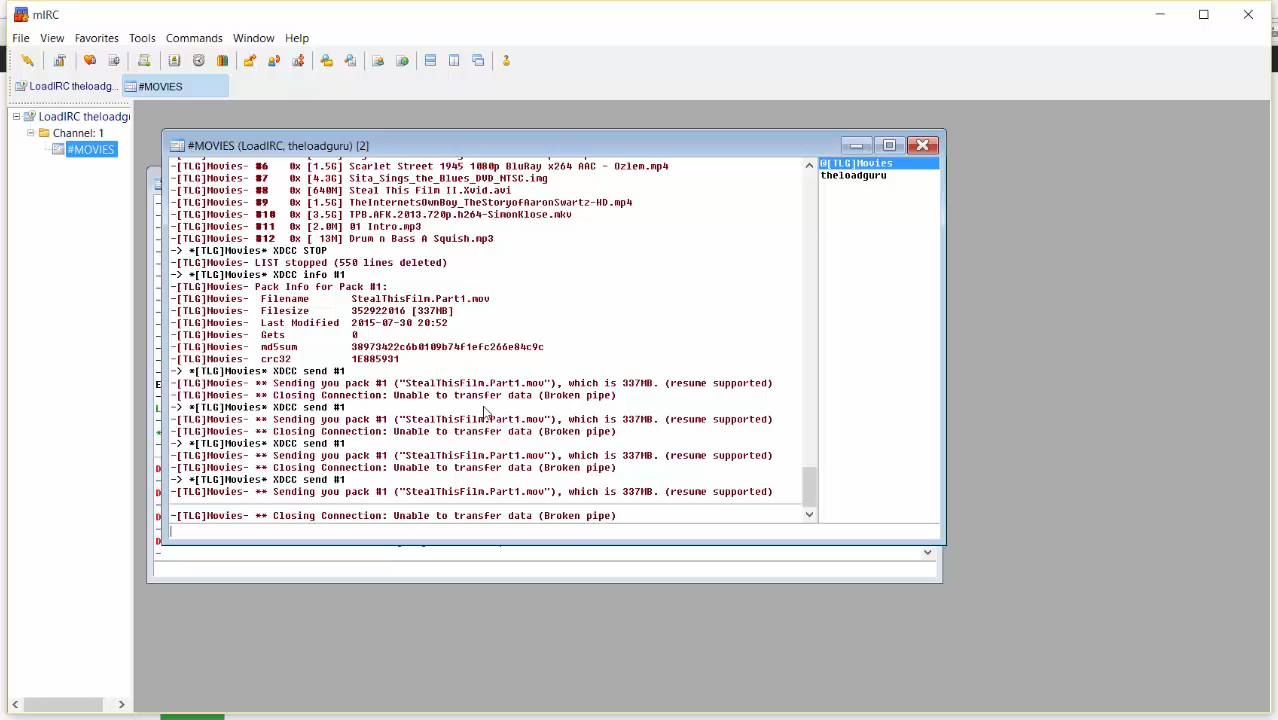 mIRC
File View Favorites Tools Commands Window Help
LoadIRC theloadg... #MOVIES
LoadIRC theloadgu
Channel: 1
#MOVIES
#MOVIES (LoadIRC, theloadguru) [2]
-[TLG]Movies- #6 0x [1.5G] Scarlet Street 1945 1080p BluRay x264 AAC - Ozlem.mp4
-[TLG]Movies- #7 0x [4.3G] Sita_Sings_the_Blues_DVD_NTSC.img
-[TLG]Movies- #8 0x [640M] Steal This Film II.Xvid.avi
-[TLG]Movies- #9 0x [1.5G] TheInternetsOwnBoy_TheStoryofAaronSwartz-HD.mp4
-[TLG]Movies- #10 0x [3.5G] TPB.AFK.2013.720p.h264-SimonKlose.mkv
-[TLG]Movies- #11 0x [2.0M] 01 Intro.mp3
-[TLG]Movies- #12 0x [ 13M] Drum n Bass A Squish.mp3
-> *[TLG]Movies* XDCC STOP
-[TLG]Movies- LIST stopped (550 lines deleted)
-> *[TLG]Movies* XDCC info #1
-[TLG]Movies- Pack Info for Pack #1:
-[TLG]Movies- Filename StealThisFilm.Part1.mov
-[TLG]Movies- Filesize 352922016 [337MB]
-[TLG]Movies- Last Modified 2015-07-30 20:52
-[TLG]Movies- Gets 0
-[TLG]Movies- md5sum 38973422c6b0109b74f1efc266e84c9c
-[TLG]Movies- crc32 1E885931
-> *[TLG]Movies* XDCC send #1
-[TLG]Movies- ** Sending you pack #1 ("StealThisFilm.Part1.mov"), which is 337MB. (resume supported)
-[TLG]Movies- ** Closing Connection: Unable to transfer data (Broken pipe)
-> *[TLG]Movies* XDCC send #1
-[TLG]Movies- ** Sending you pack #1 ("StealThisFilm.Part1.mov"), which is 337MB. (resume supported)
-[TLG]Movies- ** Closing Connection: Unable to transfer data (Broken pipe)
-> *[TLG]Movies* XDCC send #1
-[TLG]Movies- ** Sending you pack #1 ("StealThisFilm.Part1.mov"), which is 337MB. (resume supported)
-[TLG]Movies- ** Closing Connection: Unable to transfer data (Broken pipe)
-> *[TLG]Movies* XDCC send #1
-[TLG]Movies- ** Sending you pack #1 ("StealThisFilm.Part1.mov"), which is 337MB. (resume supported)
-[TLG]Movies- ** Closing Connection: Unable to transfer data (Broken pipe)
@[TLG]Movies
theloadguru